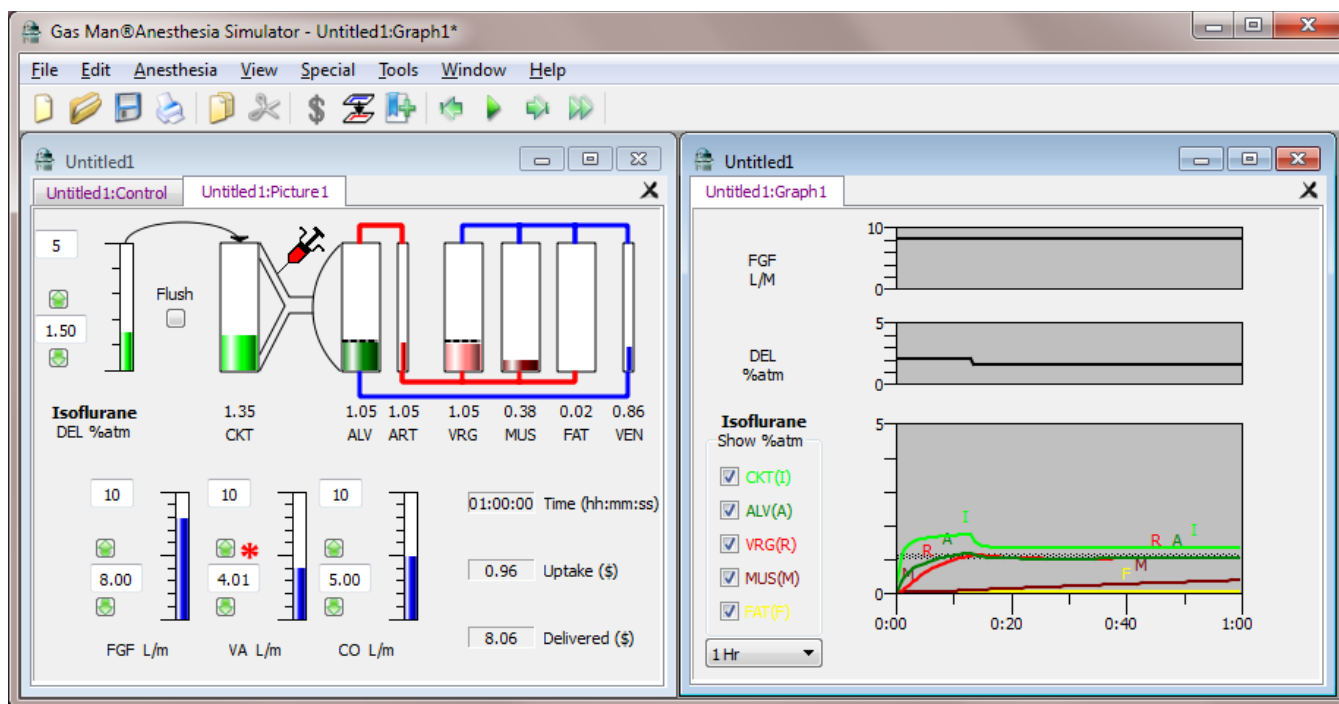 Gas Man®Anesthesia Simulator - Untitled1:Graph1*
File Edit Anesthesia View Special Tools Window Help
$
Untitled1
Untitled1:Control Untitled1:Picture1
5
1.50
Flush
Isoflurane
DEL %atm
1.35 1.05 1.05 1.05 0.38 0.02 0.86
CKT ALV ART VRG MUS FAT VEN
10 10 10
8.00 4.01 5.00
FGF L/m VA L/m CO L/m
01:00:00 Time (hh:mm:ss)
0.96 Uptake ($)
8.06 Delivered ($)
Untitled1
Untitled1:Graph1
FGF
L/M
10
0
DEL
%atm
5
0
Isoflurane
Show %atm
CKT(I)
ALV(A)
VRG(R)
MUS(M)
FAT(F)
1 Hr
5
I
R A R A I
M F M
0
0:00 0:20 0:40 1:00